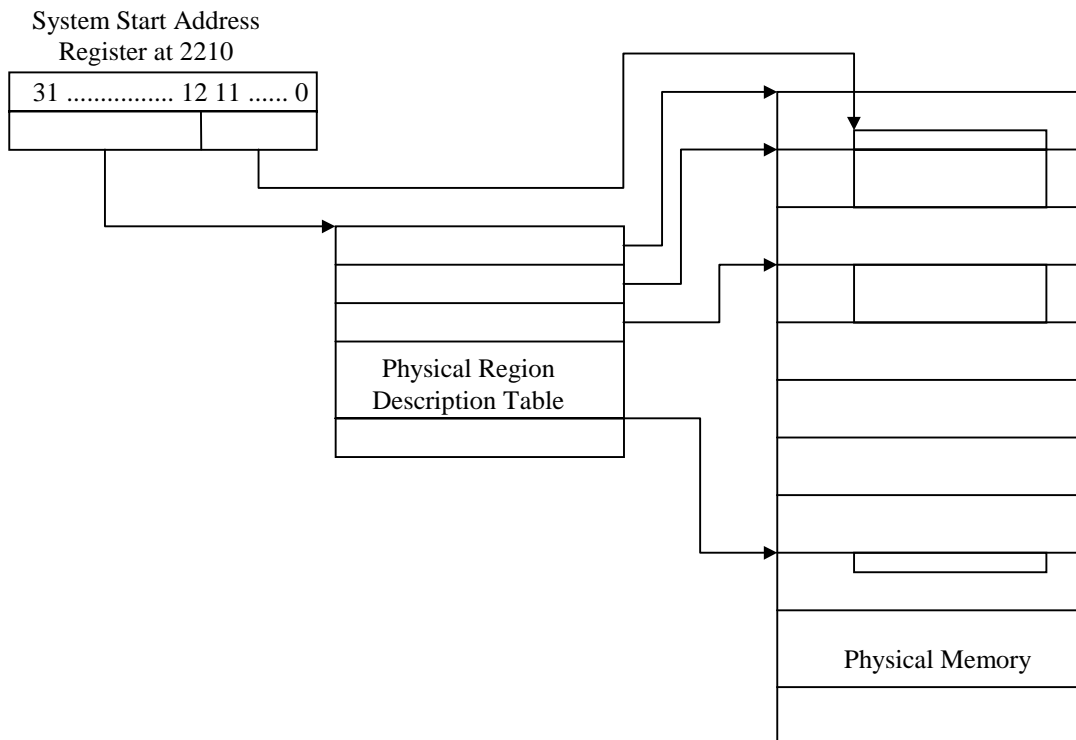 System Start Address
Register at 2210
31 ................ 12 11 ...... 0
Physical Region
Description Table
Physical Memory